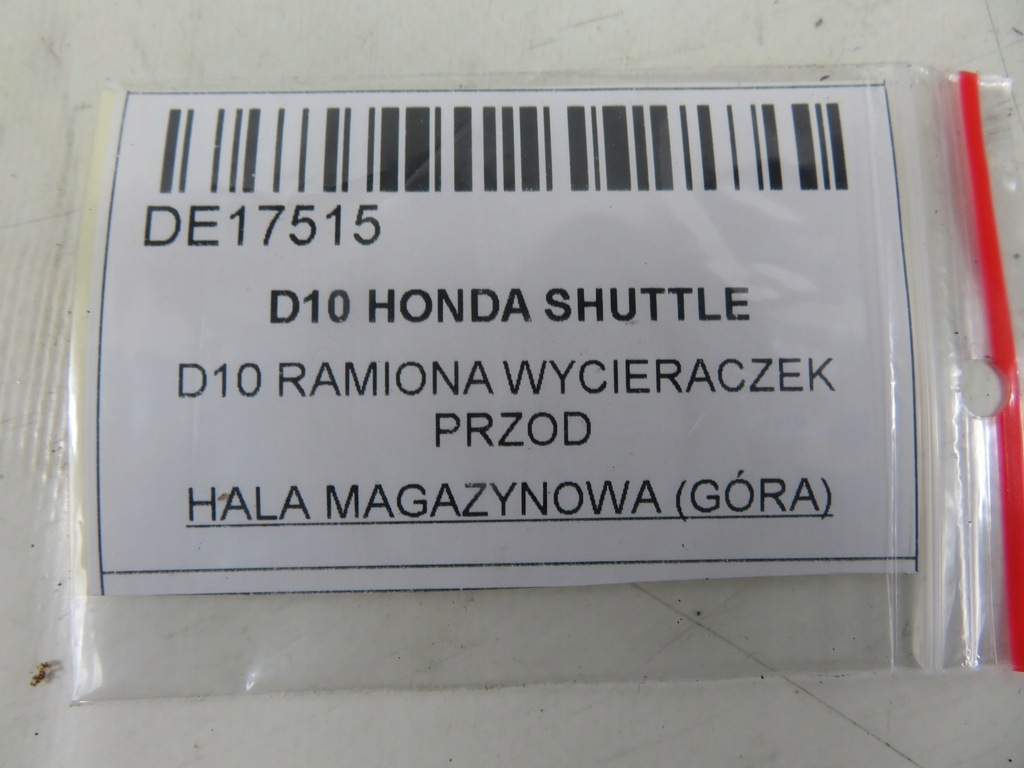 DE17515
D10 HONDA SHUTTLE
D10 RAMIONA WYCIERACZEK
PRZOD
HALA MAGAZYNOWA (GÓRA)